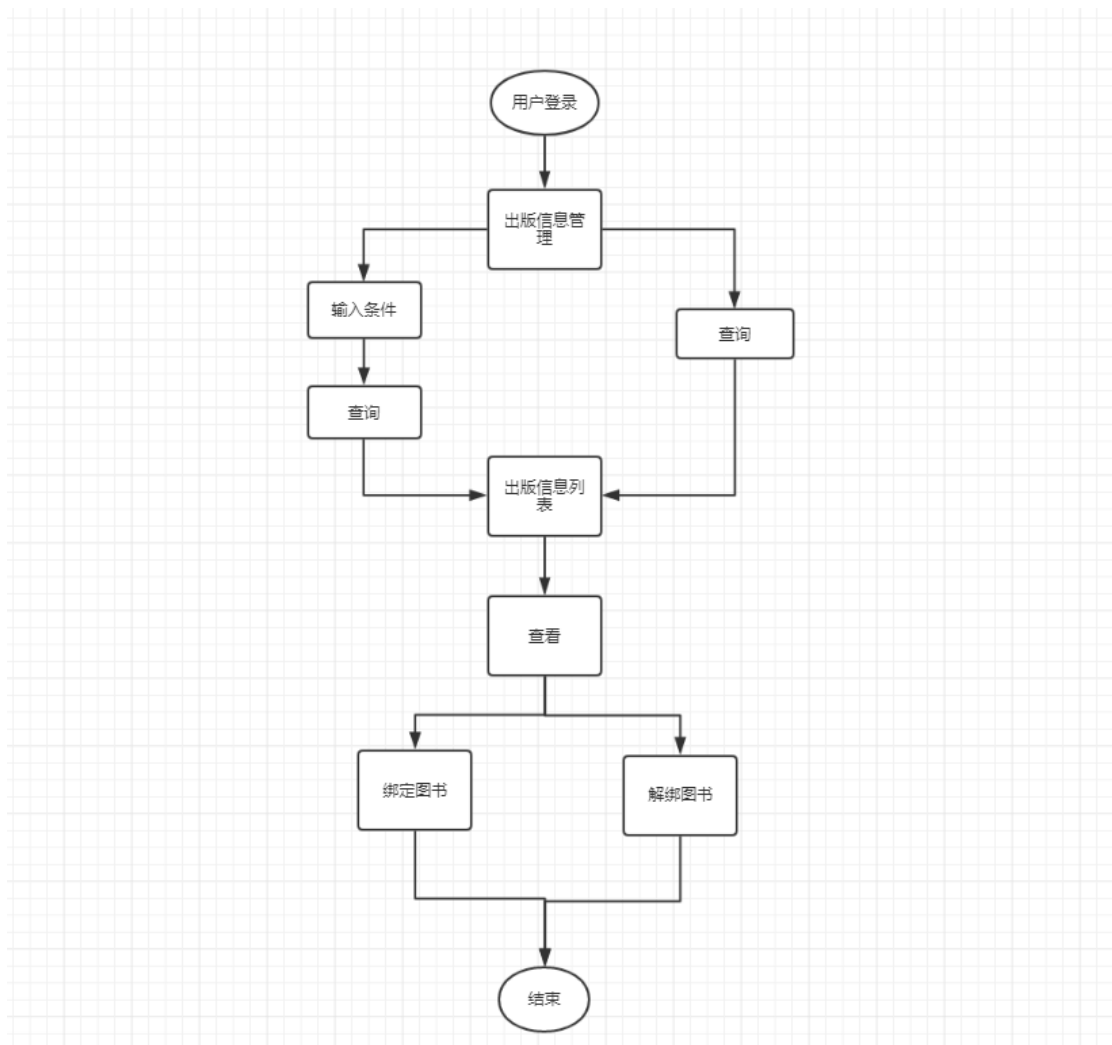 用户登录
出版信息管
理
输入条件
查询
查询
出版信息列
表
查看
绑定图书
解绑图书
结束